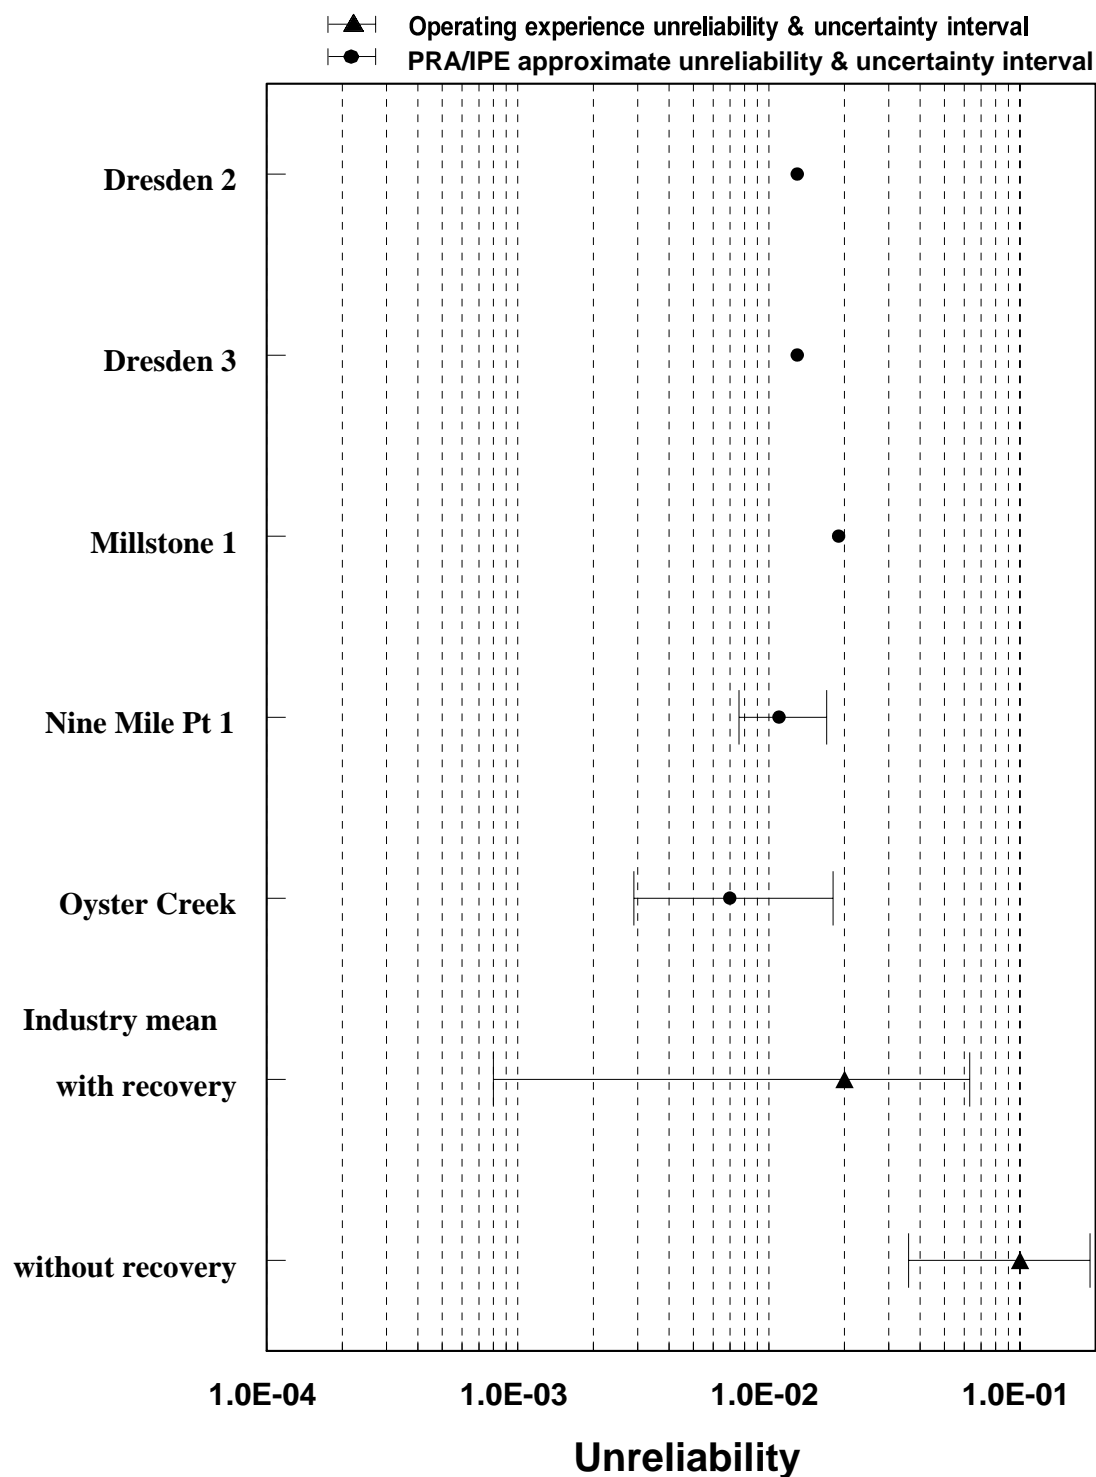 Operating experience unreliability & uncertainty interval
PRA/IPE approximate unreliability & uncertainty interval
Dresden 2
Dresden 3
Millstone 1
Nine Mile Pt 1
Oyster Creek
Industry mean
with recovery
without recovery
1.0E-04 1.0E-03 1.0E-02 1.0E-01
Unreliability